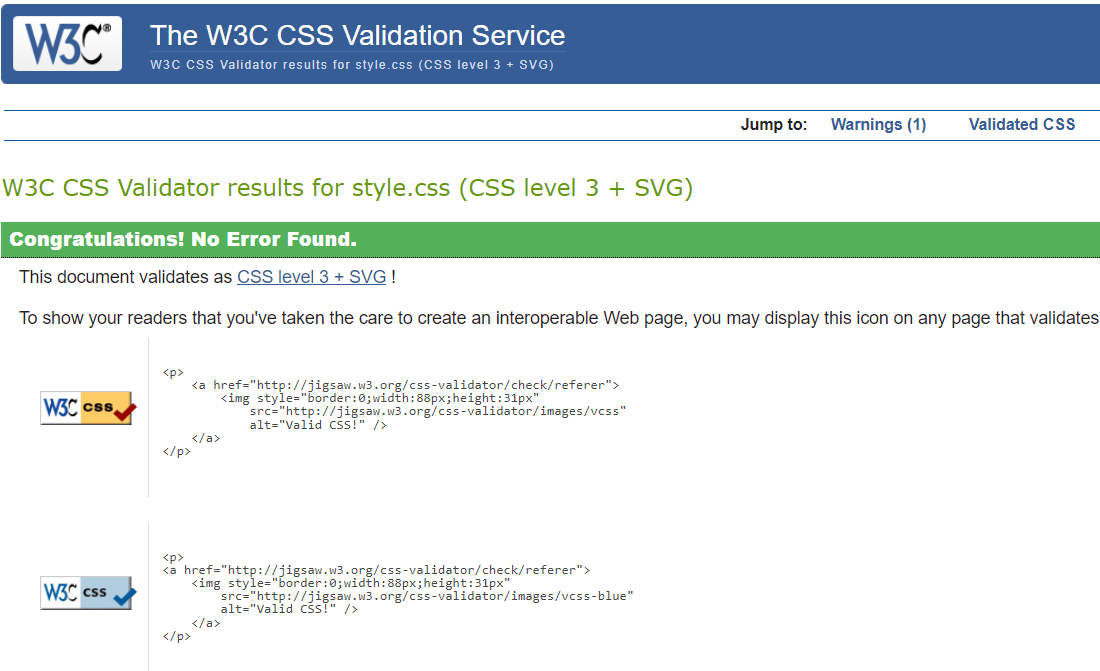 W3C®
The W3C CSS Validation Service
W3C CSS Validator results for style.css (CSS level 3 + SVG)
Jump to: Warnings (1) Validated CSS
W3C CSS Validator results for style.css (CSS level 3 + SVG)
Congratulations! No Error Found.
This document validates as CSS level 3 + SVG !
To show your readers that you've taken the care to create an interoperable Web page, you may display this icon on any page that validates
W3C css
<p>
<a href="http://jigsaw.w3.org/css-validator/check/referer">
<img style="border:0;width:88px;height:31px"
src="http://jigsaw.w3.org/css-validator/images/vcss"
alt="Valid CSS!" />
</a>
</p>
W3C css
<p>
<a href="http://jigsaw.w3.org/css-validator/check/referer">
<img style="border:0;width:88px;height:31px"
src="http://jigsaw.w3.org/css-validator/images/vcss-blue"
alt="Valid CSS!" />
</a>
</p>